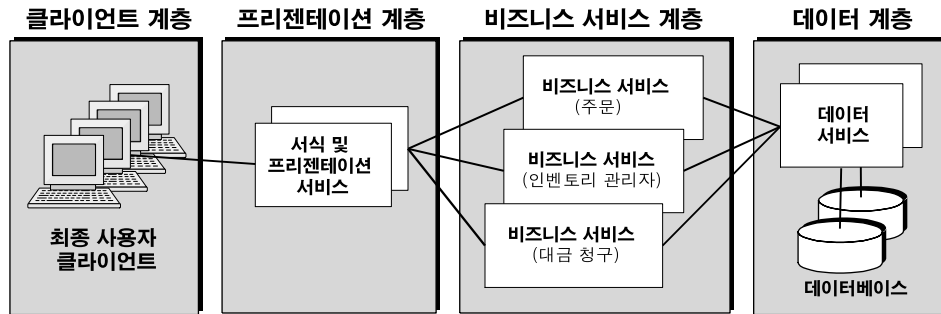 클라이언트 계층
프리젠테이션 계층
비즈니스 서비스 계층
데이터 계층
최종 사용자
클라이언트
서식 및
프리젠테이션
서비스
비즈니스 서비스
(주문)
비즈니스 서비스
(인벤토리 관리자)
비즈니스 서비스
(대금 청구)
데이터
서비스
데이터베이스